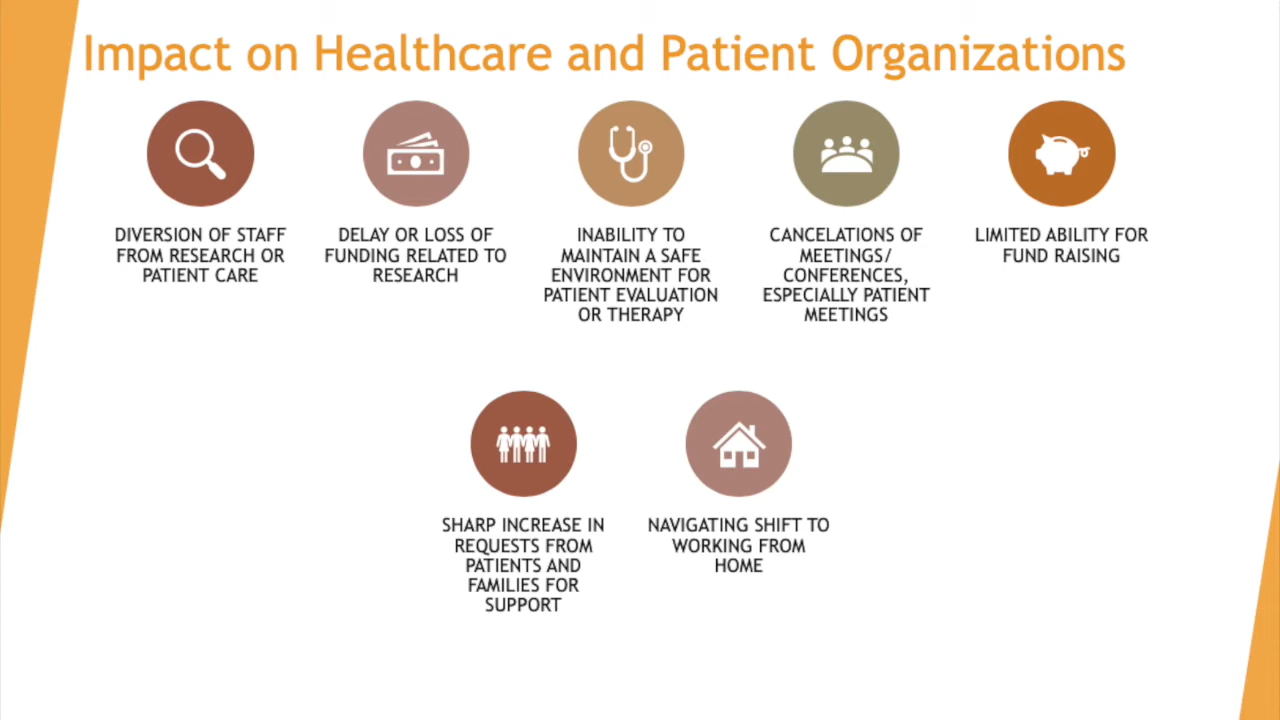 Impact on Healthcare and Patient Organizations
DIVERSION OF STAFF
FROM RESEARCH OR
PATIENT CARE
DELAY OR LOSS OF
FUNDING RELATED TO
RESEARCH
INABILITY TO
MAINTAIN A SAFE
ENVIRONMENT FOR
PATIENT EVALUATION
OR THERAPY
CANCELATIONS OF
MEETINGS/
CONFERENCES,
ESPECIALLY PATIENT
MEETINGS
LIMITED ABILITY FOR
FUND RAISING
SHARP INCREASE IN
REQUESTS FROM
PATIENTS AND
FAMILIES FOR
SUPPORT
NAVIGATING SHIFT TO
WORKING FROM
HOME